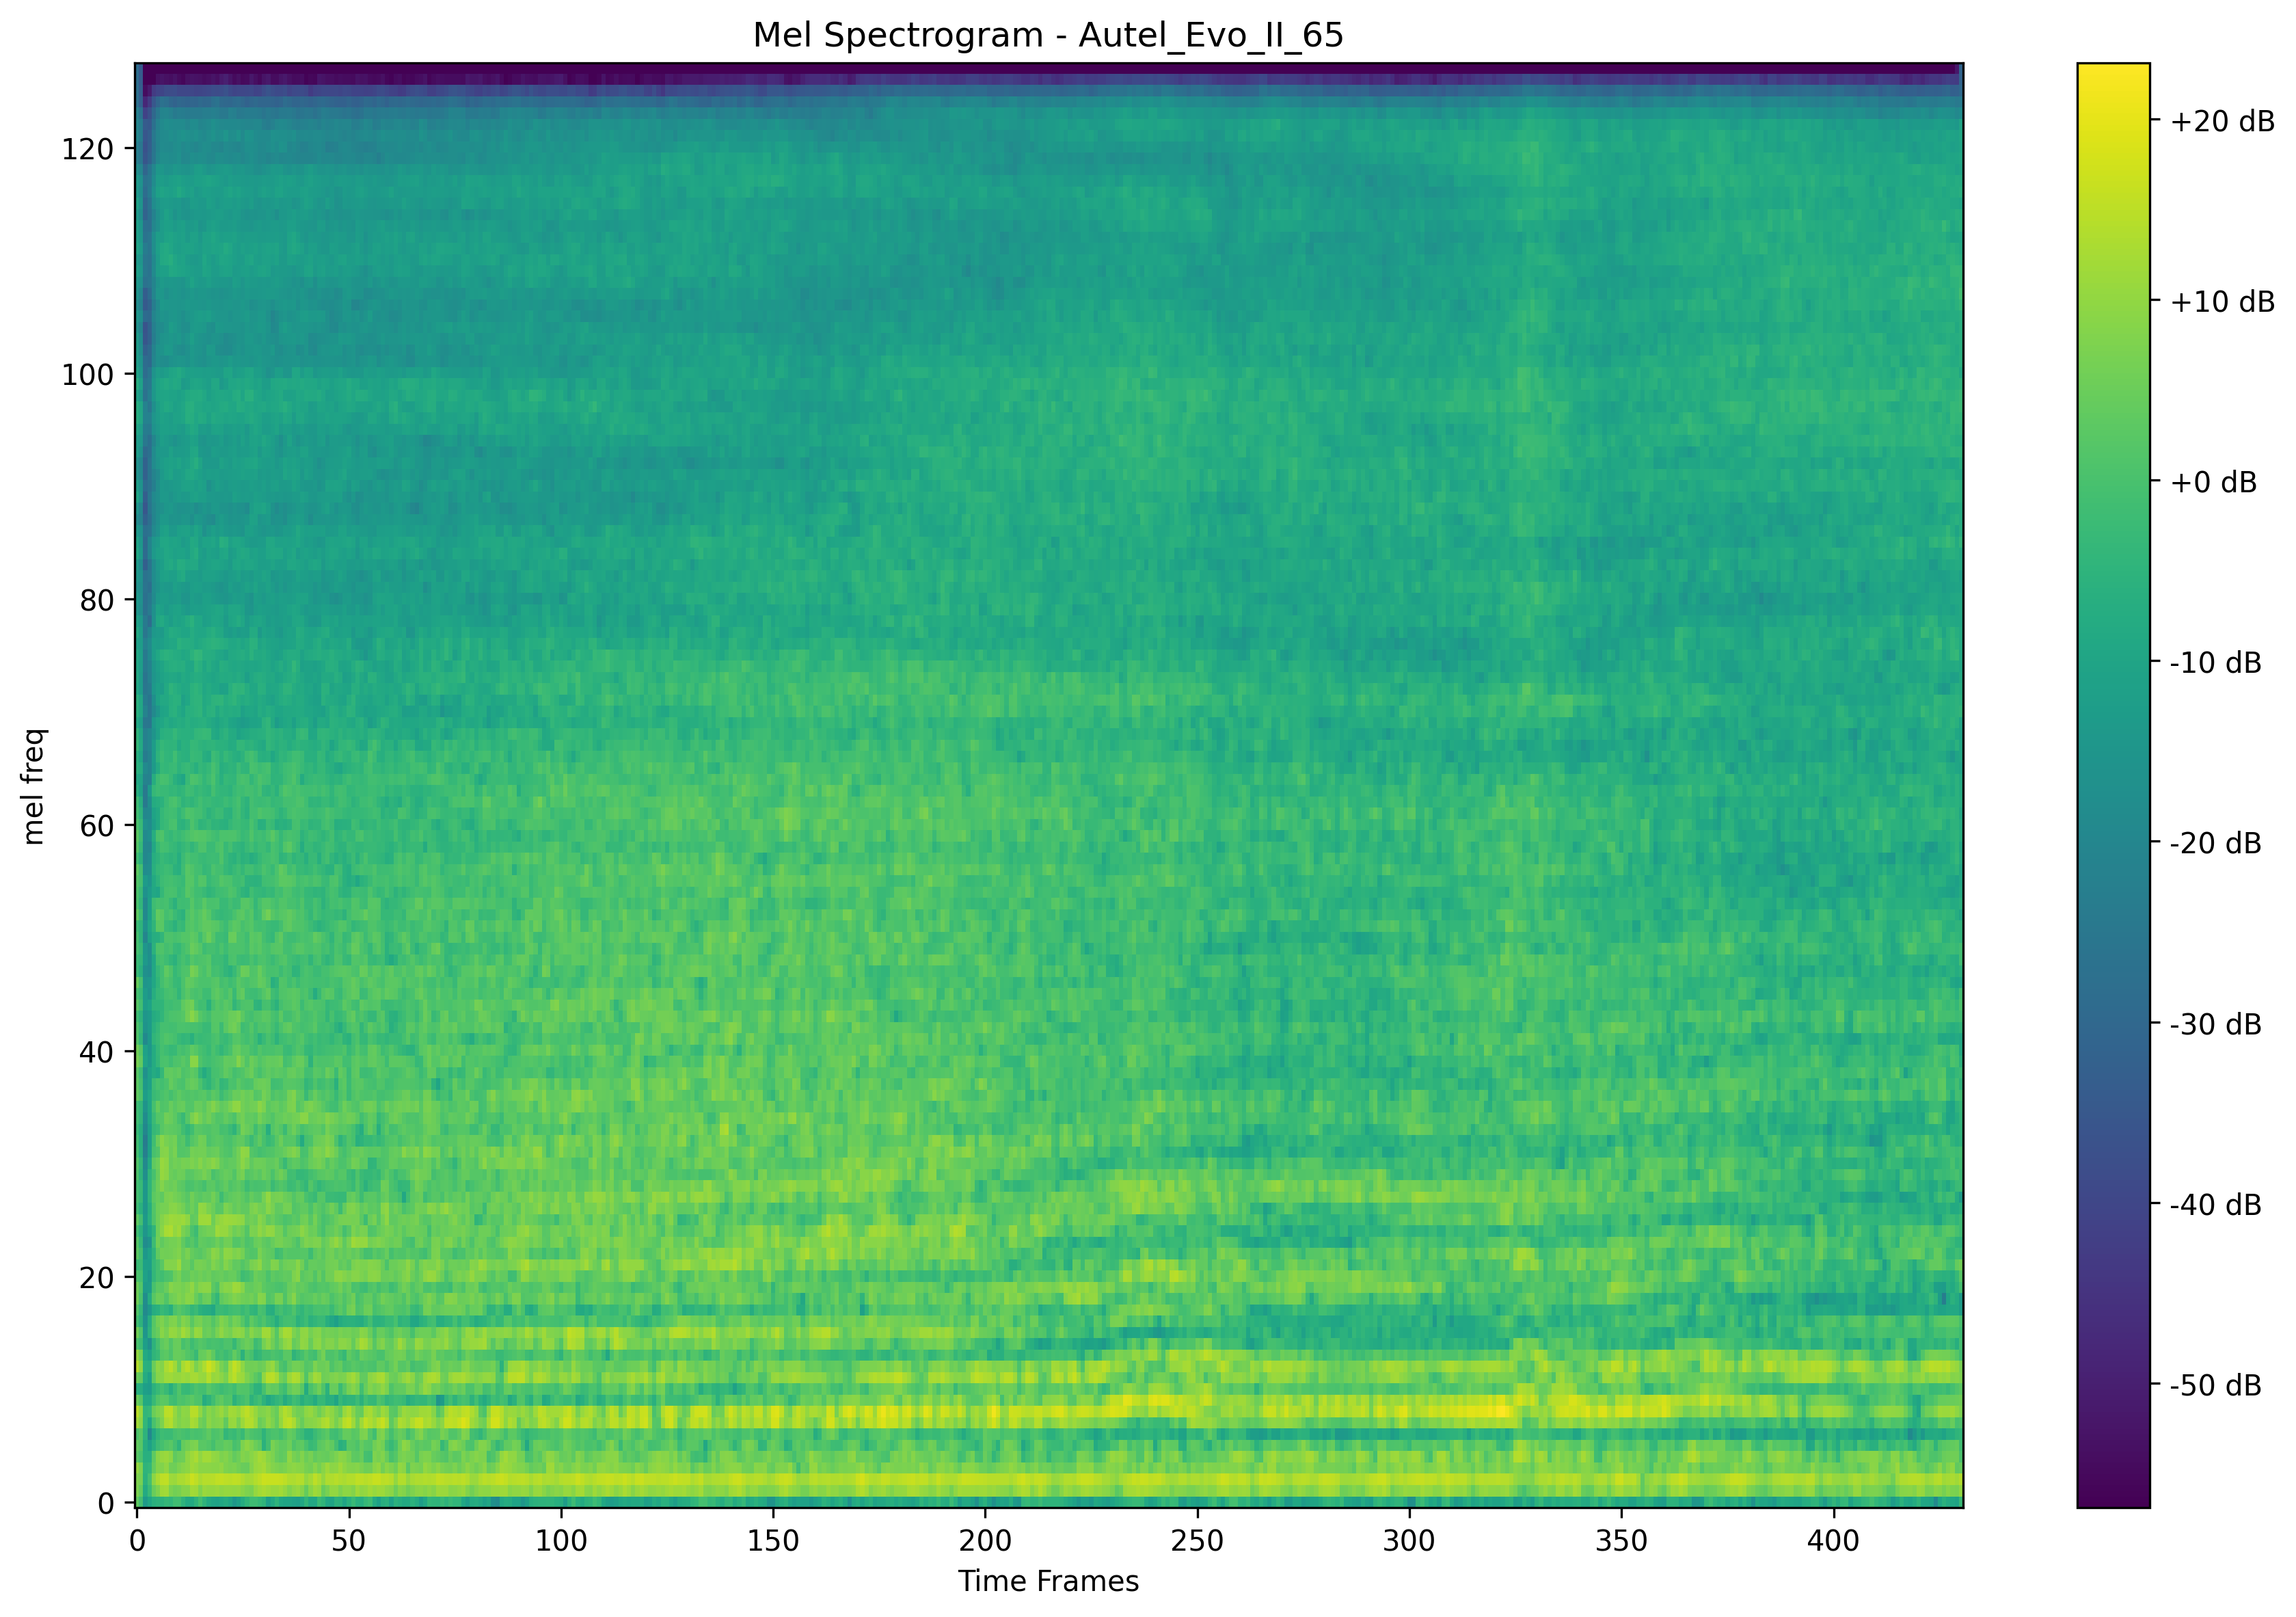 Mel Spectrogram - Autel_Evo_II_65
120
100
80
60
40
20
0
mel freq
0 50 100 150 200 250 300 350 400
Time Frames
+20 dB
+10 dB
+0 dB
-10 dB
-20 dB
-30 dB
-40 dB
-50 dB